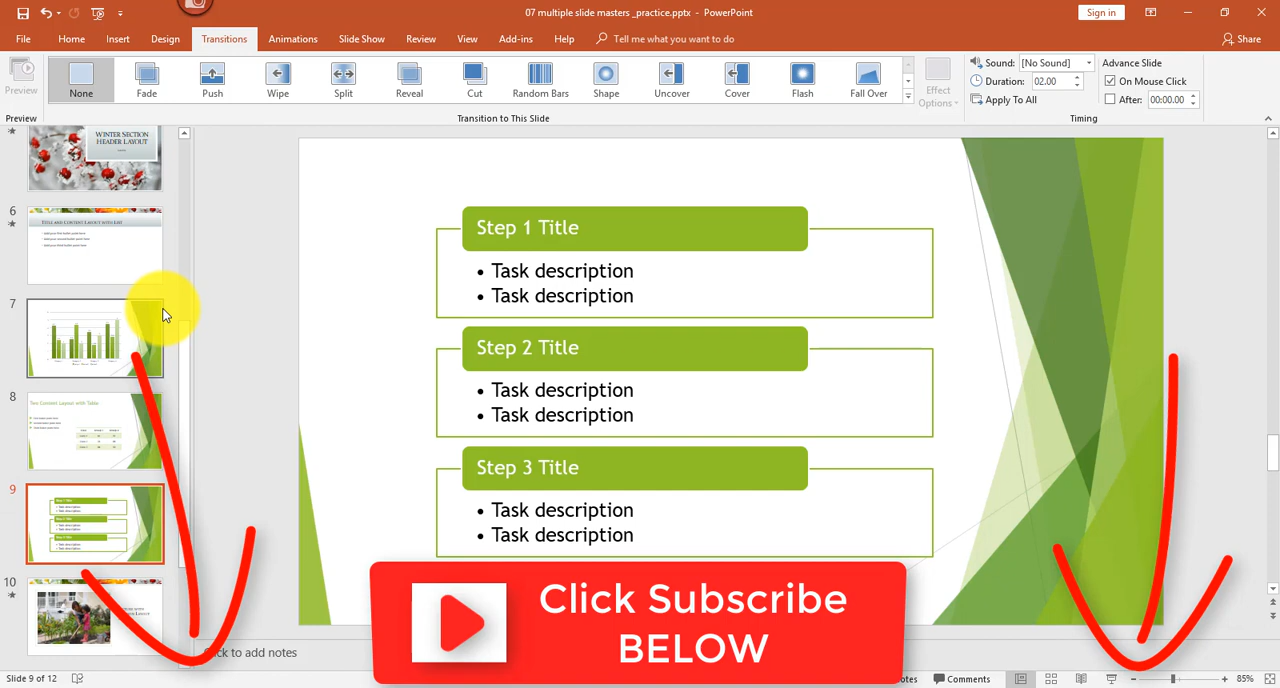 07 multiple slide masters _practice.pptx - PowerPoint
Sign in
File Home Insert Design Transitions Animations Slide Show Review View Add-ins Help Tell me what you want to do
Share
Preview
None Fade Push Wipe Split Reveal Cut Random Bars Shape Uncover Cover Flash Fall Over
Effect Options
Sound: [No Sound] Advance Slide
Duration: 02.00 On Mouse Click
Apply To All After: 00:00.00
Preview Transition to This Slide Timing
WINTER SECTION
HEADER LAYOUT
6
TITLE AND CONTENT LAYOUT WITH LIST
7
8
Two Content Layout with Table
9
10
Step 1 Title
• Task description
• Task description
Step 2 Title
• Task description
• Task description
Step 3 Title
• Task description
• Task description
Click Subscribe
BELOW
to add notes
Slide 9 of 12
Comments
85%